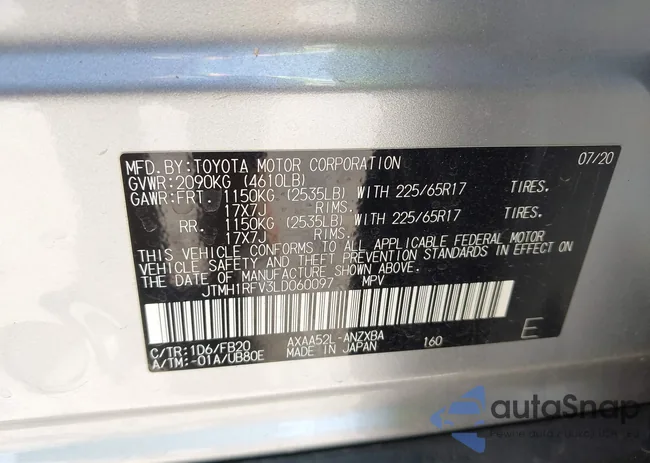 MFD. BY: TOYOTA MOTOR CORPORATION 07/20
GVWR: 2090KG (4610LB)
GAWR: FRT. 1150KG (2535LB) WITH 225/65R17 TIRES.
17X7J RIMS.
RR. 1150KG (2535LB) WITH 225/65R17 TIRES.
17X7J RIMS.
THIS VEHICLE CONFORMS TO ALL APPLICABLE FEDERAL MOTOR
VEHICLE SAFETY AND THEFT PREVENTION STANDARDS IN EFFECT ON
THE DATE OF MANUFACTURE SHOWN ABOVE.
JTMH1RFV3LD060097 MPV
C/TR: 1D6/FB20 AXAA52L-ANZXBA 160 E
A/TM: -01A/UB80E MADE IN JAPAN
autoSnap